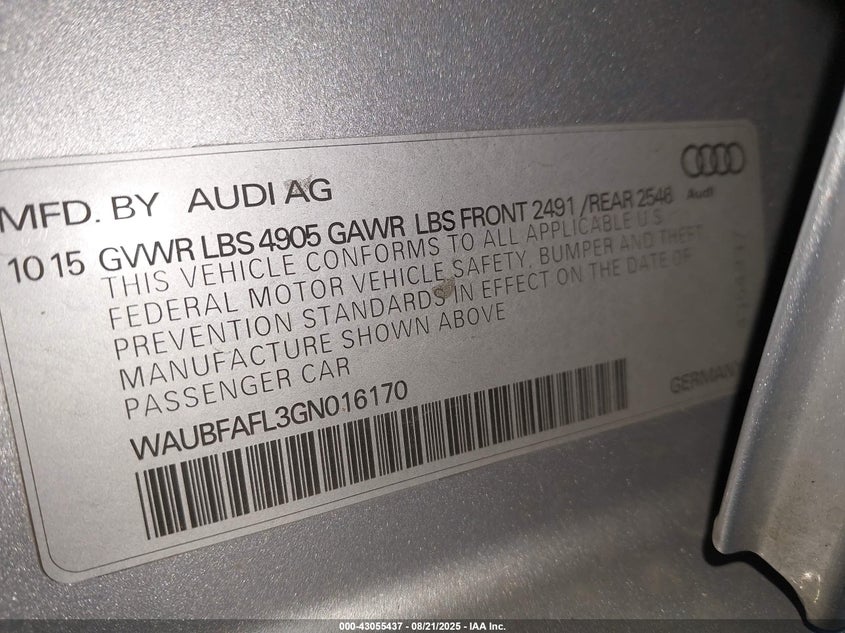 MFD. BY AUDI AG
Audi
10 15 GVWR LBS 4905 GAWR LBS FRONT 2491 /REAR 2548
THIS VEHICLE CONFORMS TO ALL APPLICABLE U S
FEDERAL MOTOR VEHICLE SAFETY, BUMPER AND THEFT
PREVENTION STANDARDS IN EFFECT ON THE DATE OF
MANUFACTURE SHOWN ABOVE
PASSENGER CAR
GERMANY
WAUBFAFL3GN016170
000-43055437 - 08/21/2025 - IAA Inc.